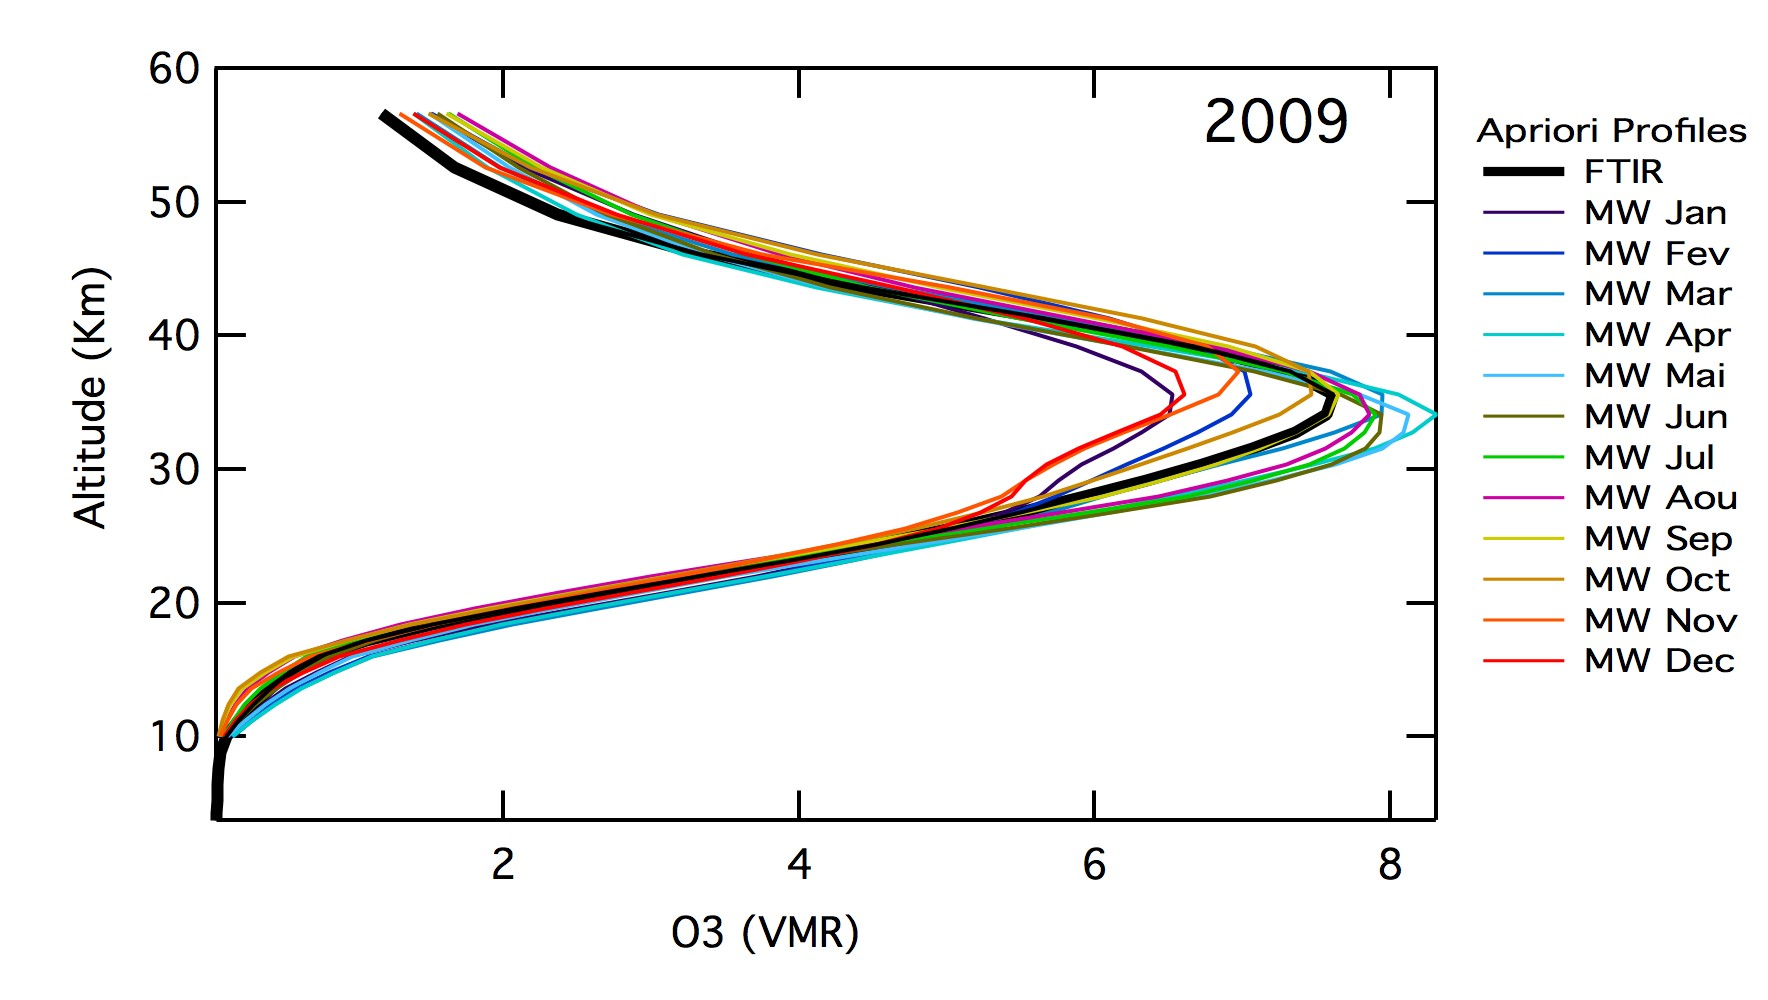 60
2009
Apriori Profiles
FTIR
50
MW Jan
MW Fev
MW Mar
40
MW Apr
MW Mai
MW Jun
30
MW Jul
MW Aou
MW Sep
MW Oct
20
MW Nov
MW Dec
10
Altitude (Km)
2 4 6 8
O3 (VMR)